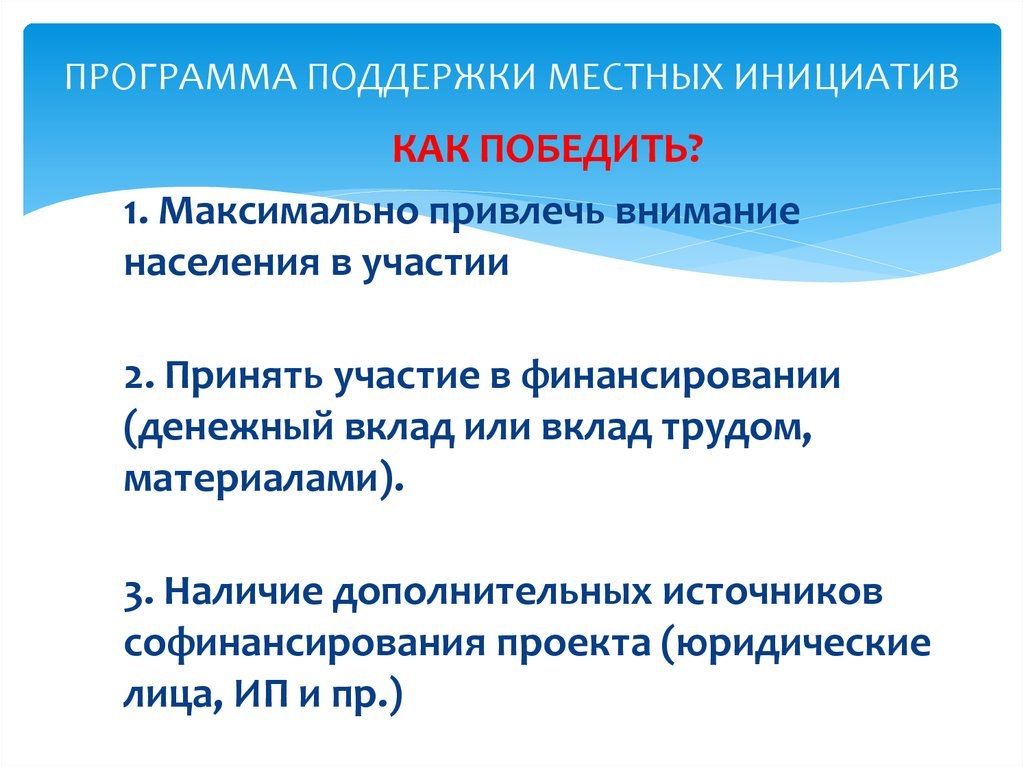 ПРОГРАММА ПОДДЕРЖКИ МЕСТНЫХ ИНИЦИАТИВ
КАК ПОБЕДИТЬ?
1. Максимально привлечь внимание
населения в участии
2. Принять участие в финансировании
(денежный вклад или вклад трудом,
материалами).
3. Наличие дополнительных источников
софинансирования проекта (юридические
лица, ИП и пр.)